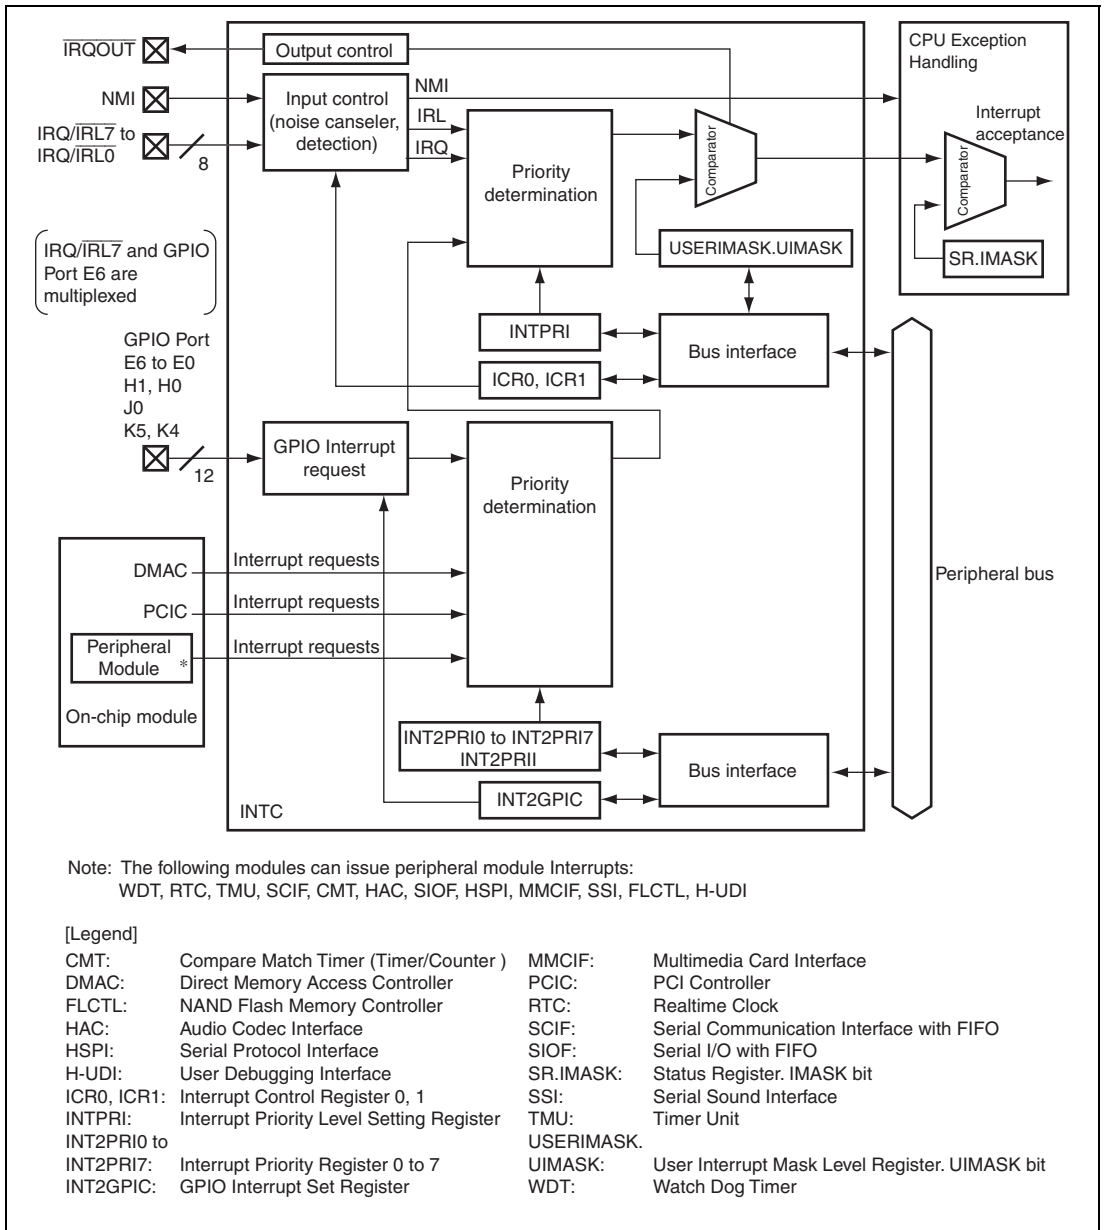 IRQOUT
Output control
CPU Exception
Handling
NMI
Input control
(noise canseler,
detection)
NMI
IRL
IRQ
IRQ/IRL7 to
IRQ/IRL0
8
Priority
determination
Comparator
Comparator
Interrupt
acceptance
IRQ/IRL7 and GPIO
Port E6 are
multiplexed
USERIMASK.UIMASK
SR.IMASK
INTPRI
ICR0, ICR1
Bus interface
GPIO Port
E6 to E0
H1, H0
J0
K5, K4
12
GPIO Interrupt
request
Priority
determination
DMAC
Interrupt requests
PCIC
Interrupt requests
Peripheral
Module *
Interrupt requests
On-chip module
Peripheral bus
INT2PRI0 to INT2PRI7
INT2PRII
INT2GPIC
Bus interface
INTC
Note: The following modules can issue peripheral module Interrupts:
WDT, RTC, TMU, SCIF, CMT, HAC, SIOF, HSPI, MMCIF, SSI, FLCTL, H-UDI
[Legend]
CMT: Compare Match Timer (Timer/Counter )
DMAC: Direct Memory Access Controller
FLCTL: NAND Flash Memory Controller
HAC: Audio Codec Interface
HSPI: Serial Protocol Interface
H-UDI: User Debugging Interface
ICR0, ICR1: Interrupt Control Register 0, 1
INTPRI: Interrupt Priority Level Setting Register
INT2PRI0 to
INT2PRI7: Interrupt Priority Register 0 to 7
INT2GPIC: GPIO Interrupt Set Register
MMCIF: Multimedia Card Interface
PCIC: PCI Controller
RTC: Realtime Clock
SCIF: Serial Communication Interface with FIFO
SIOF: Serial I/O with FIFO
SR.IMASK: Status Register. IMASK bit
SSI: Serial Sound Interface
TMU: Timer Unit
USERIMASK.
UIMASK: User Interrupt Mask Level Register. UIMASK bit
WDT: Watch Dog Timer